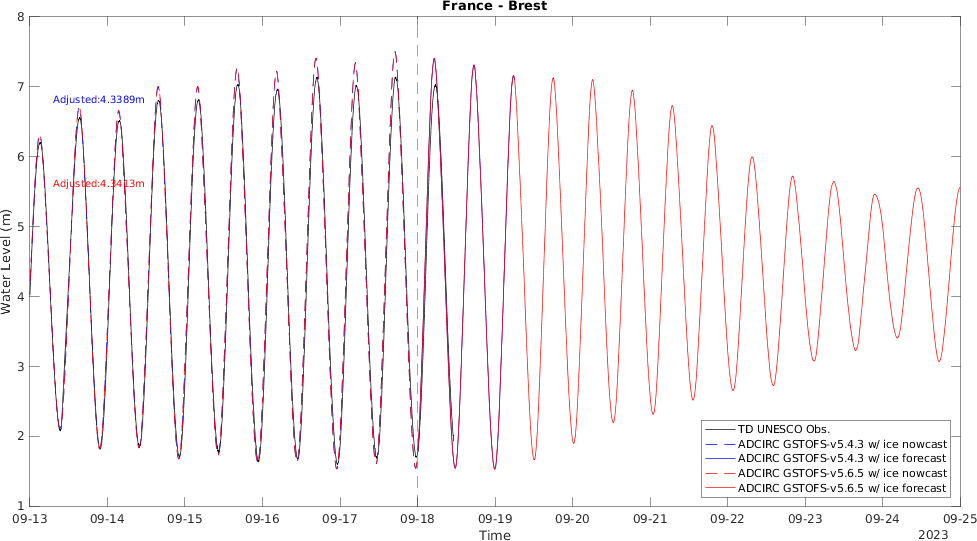 France - Brest
8
7
6
5
4
3
2
1
Water Level (m)
Adjusted:4.3389m
Adjusted:4.3413m
TD UNESCO Obs.
ADCIRC GSTOFS-v5.4.3 w/ ice nowcast
ADCIRC GSTOFS-v5.4.3 w/ ice forecast
ADCIRC GSTOFS-v5.6.5 w/ ice nowcast
ADCIRC GSTOFS-v5.6.5 w/ ice forecast
09-13 09-14 09-15 09-16 09-17 09-18 09-19 09-20 09-21 09-22 09-23 09-24 09-25
Time
2023